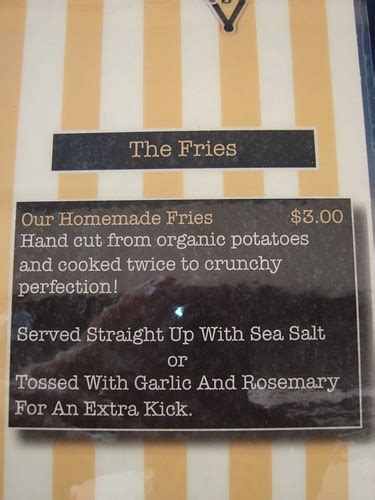 The Fries
Our Homemade Fries $3.00
Hand cut from organic potatoes
and cooked twice to crunchy
perfection!
Served Straight Up With Sea Salt
or
Tossed With Garlic And Rosemary
For An Extra Kick.